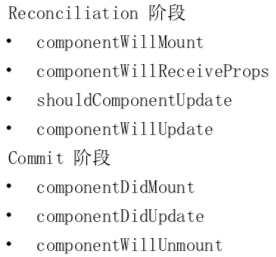 Reconciliation 阶段
• componentWillMount
• componentWillReceiveProps
• shouldComponentUpdate
• componentWillUpdate
Commit 阶段
• componentDidMount
• componentDidUpdate
• componentWillUnmount